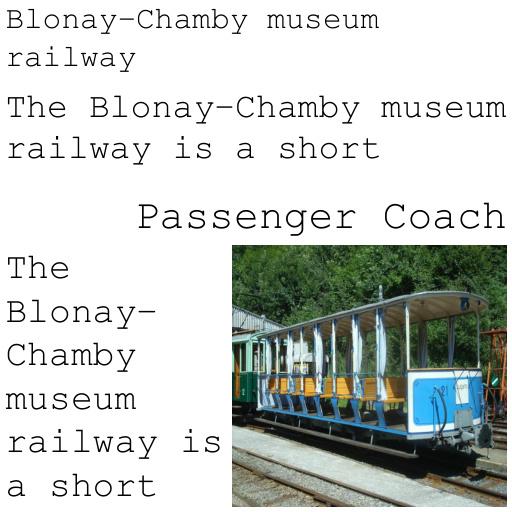 Blonay-Chamby museum
railway
The Blonay-Chamby museum
railway is a short
Passenger Coach
The
Blonay-
Chamby
museum
railway is
a short